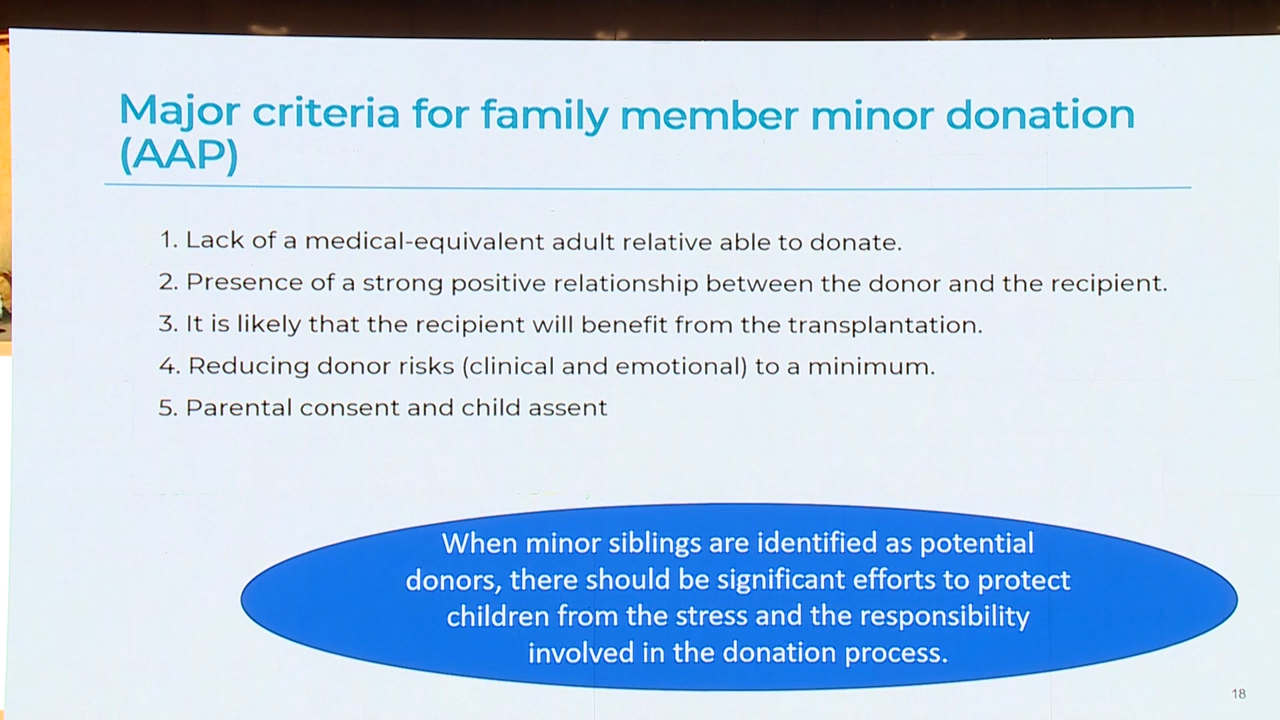 Major criteria for family member minor donation
(AAP)
1. Lack of a medical-equivalent adult relative able to donate.
2. Presence of a strong positive relationship between the donor and the recipient.
3. It is likely that the recipient will benefit from the transplantation.
4. Reducing donor risks (clinical and emotional) to a minimum.
5. Parental consent and child assent
When minor siblings are identified as potential
donors, there should be significant efforts to protect
children from the stress and the responsibility
involved in the donation process.
18